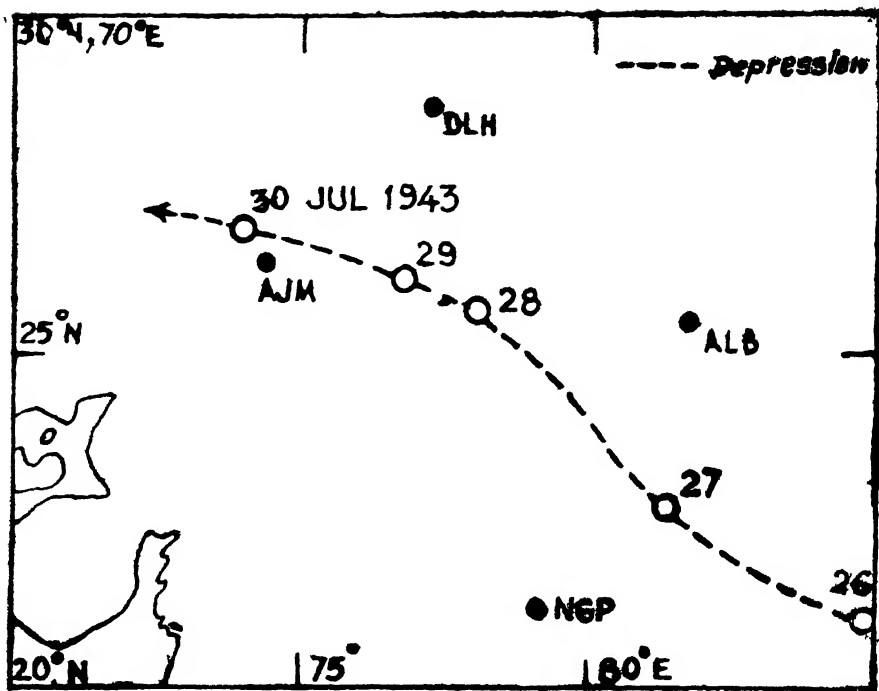 30°N, 70°E
Depression
DLH
30 JUL 1943
29
AJM
28
25°N
ALB
27
26
NGP
20°N
75°
80°E